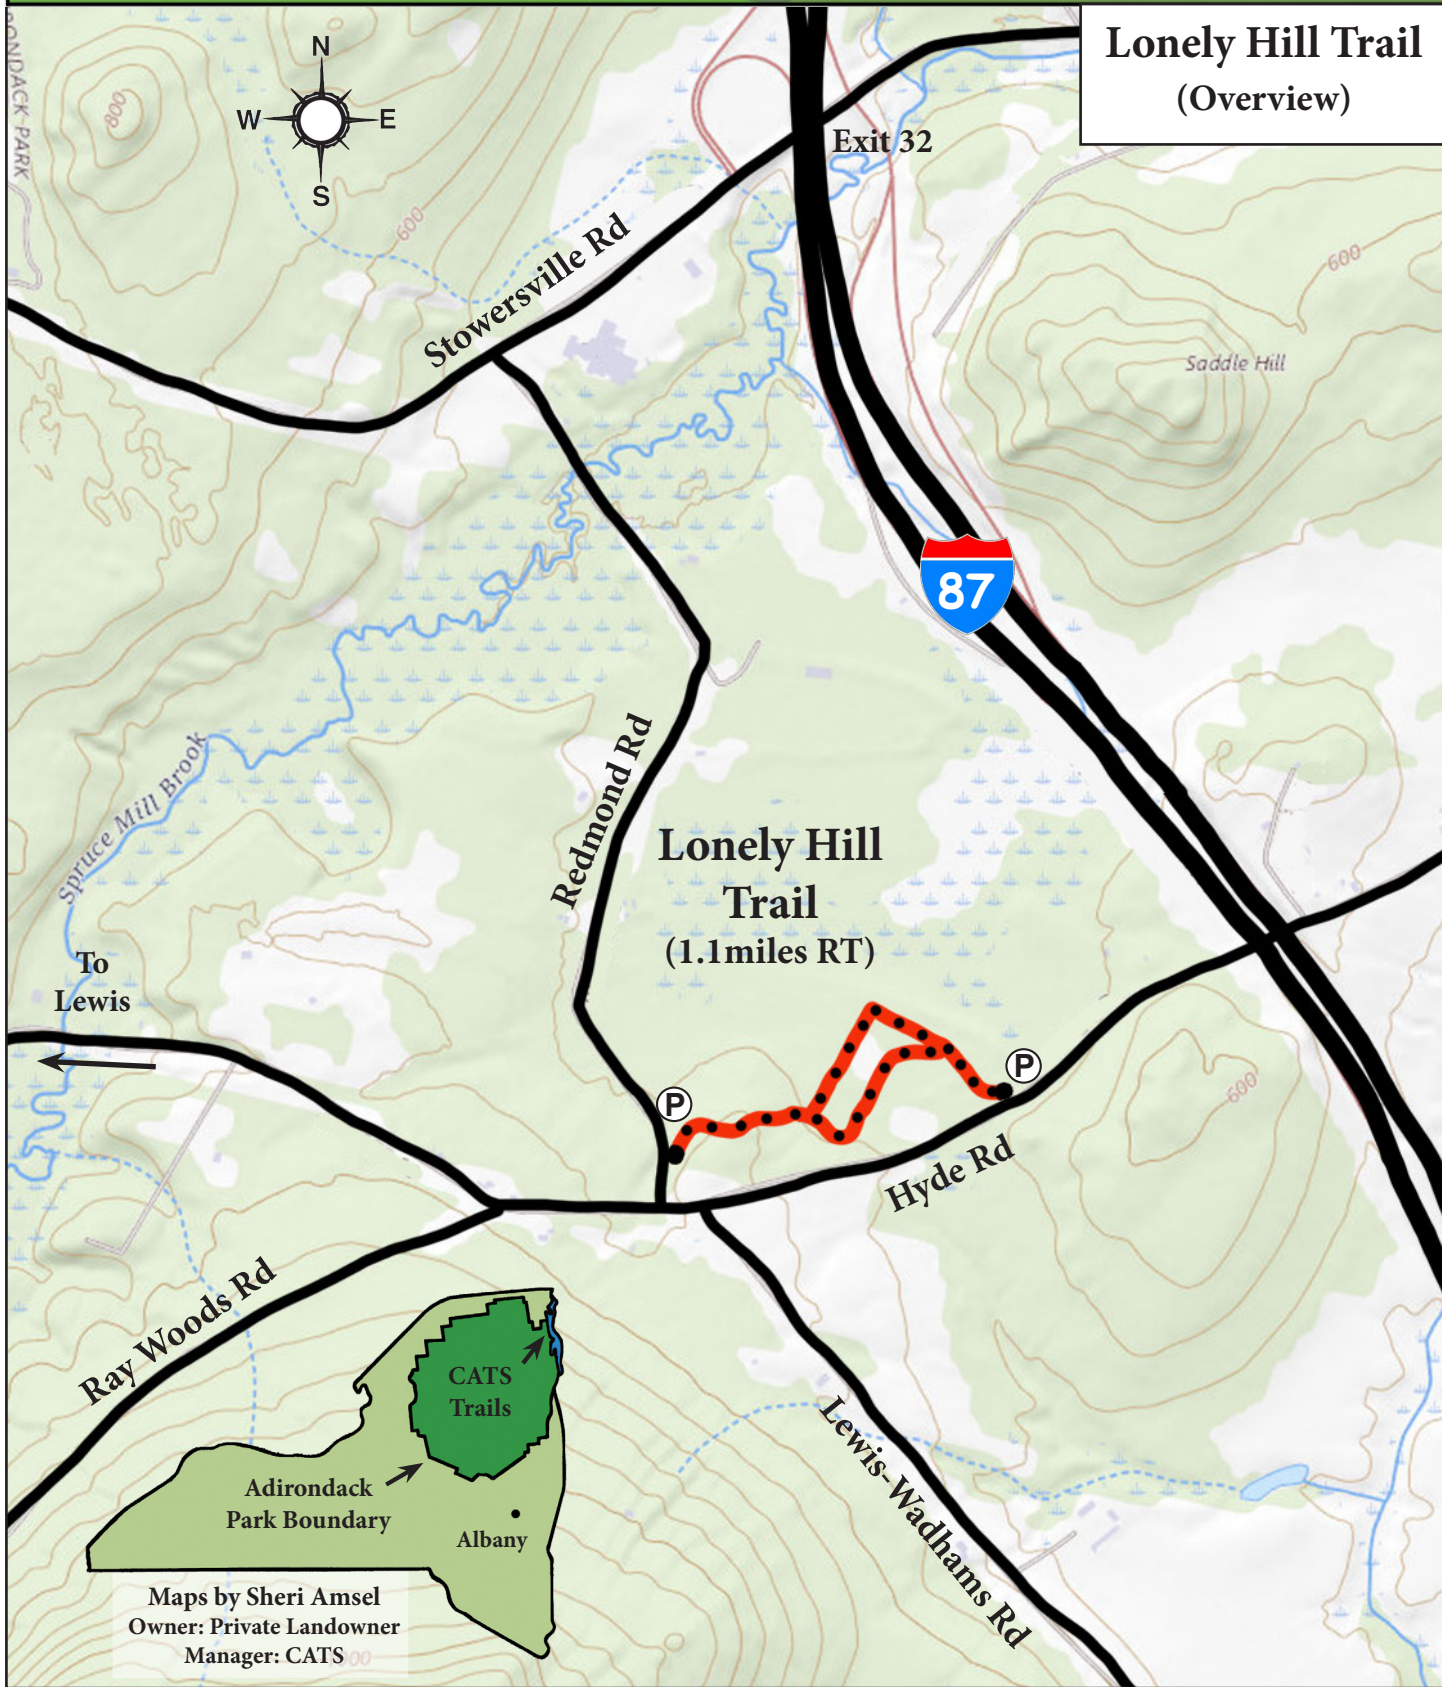 Lonely Hill Trail
(Overview)
N
W
E
S
ONDACK PARK
800
600
Exit 32
Stowersville Rd
600
Saddle Hill
87
Redmond Rd
Spruce Mill Brook
Lonely Hill
Trail
(1.1miles RT)
To
Lewis
P
P
600
Hyde Rd
Ray Woods Rd
CATS
Trails
Adirondack
Park Boundary
Albany
Lewis-Wadhams Rd
Maps by Sheri Amsel
Owner: Private Landowner
Manager: CATS